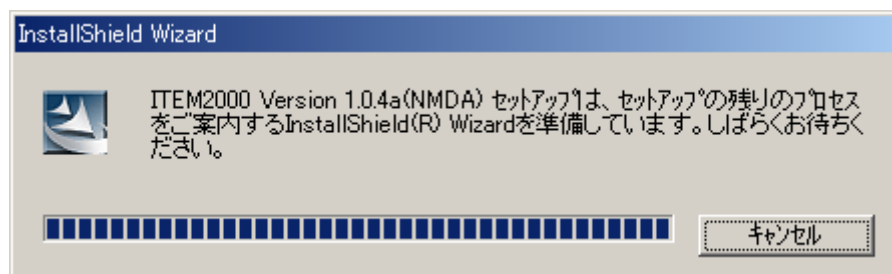 InstallShield Wizard
ITEM2000 Version 1.0.4a(NMDA) セットアップは、セットアップの残りのプロセス
をご案内するInstallShield(R) Wizardを準備しています。しばらくお待ちく
ださい。
キャンセル